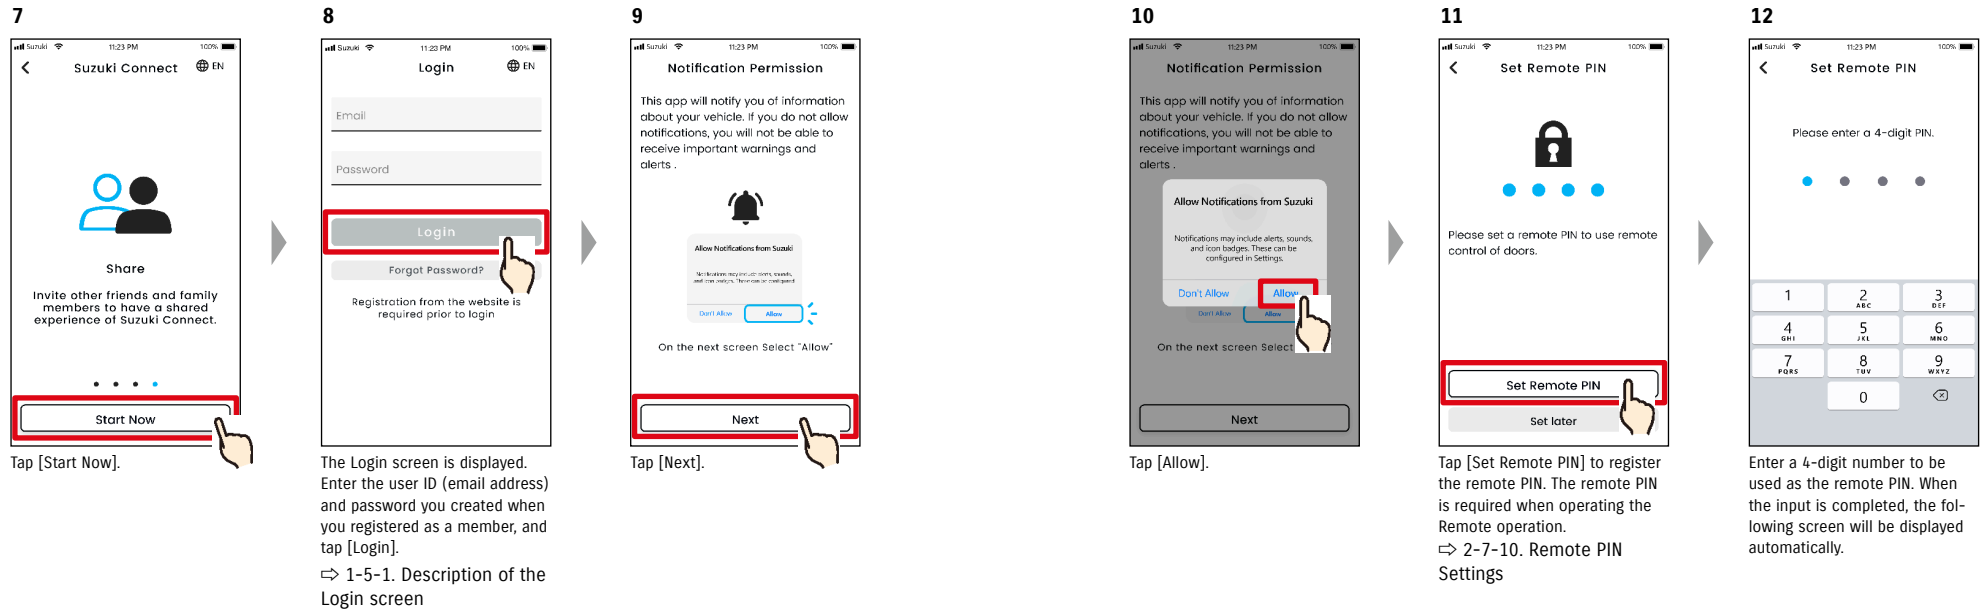 7
Suzuki 11:23 PM 100%
Suzuki Connect EN
Share
Invite other friends and family
members to have a shared
experience of Suzuki Connect.
Start Now
Tap [Start Now].
8
Suzuki 11:23 PM 100%
Login EN
Email
Password
Login
Forgot Password?
Registration from the website is
required prior to login
The Login screen is displayed.
Enter the user ID (email address)
and password you created when
you registered as a member, and
tap [Login].
⇨ 1-5-1. Description of the
Login screen
9
Suzuki 11:23 PM 100%
Notification Permission
This app will notify you of information
about your vehicle. If you do not allow
notifications, you will not be able to
receive important warnings and
alerts .
Allow Notifications from Suzuki
Notifications may include alerts, sounds,
and icon badges. These can be configured
Don't Allow Allow
On the next screen Select "Allow"
Next
Tap [Next].
10
Suzuki 11:23 PM 100%
Notification Permission
This app will notify you of information
about your vehicle. If you do not allow
notifications, you will not be able to
receive important warnings and
alerts .
Allow Notifications from Suzuki
Notifications may include alerts, sounds,
and icon badges. These can be
configured in Settings.
Don't Allow Allow
Don't Allow Allow
On the next screen Select
Next
Tap [Allow].
11
Suzuki 11:23 PM 100%
Set Remote PIN
Please set a remote PIN to use remote
control of doors.
Set Remote PIN
Set later
Tap [Set Remote PIN] to register
the remote PIN. The remote PIN
is required when operating the
Remote operation.
⇨ 2-7-10. Remote PIN
Settings
12
Suzuki 11:23 PM 100%
Set Remote PIN
Please enter a 4-digit PIN.
1 2 3
ABC DEF
4 5 6
GHI JKL MNO
7 8 9
PQRS TUV WXYZ
0
Enter a 4-digit number to be
used as the remote PIN. When
the input is completed, the fol-
lowing screen will be displayed
automatically.